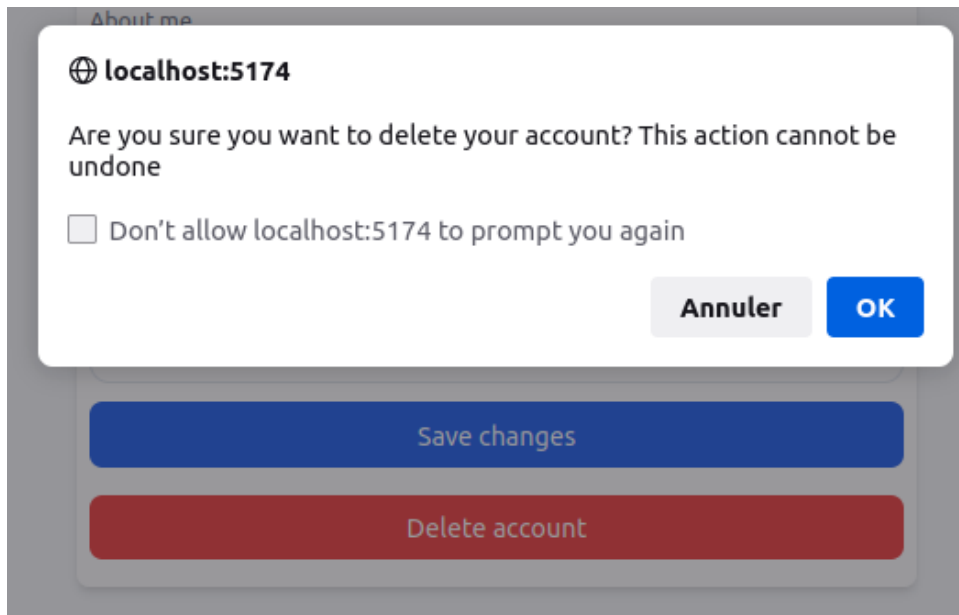 About me
localhost:5174
Are you sure you want to delete your account? This action cannot be
undone
Don’t allow localhost:5174 to prompt you again
Annuler
OK
Save changes
Delete account